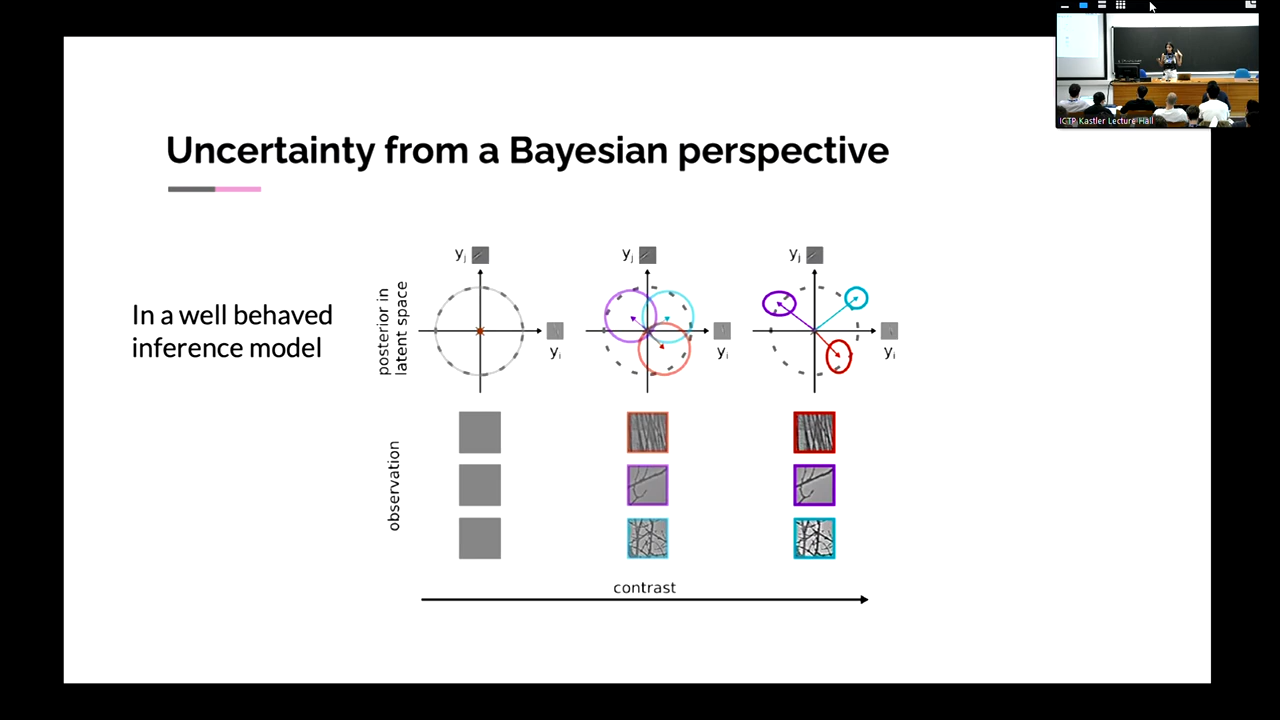 ICTP Kastler Lecture Hall
Uncertainty from a Bayesian perspective
In a well behaved
inference model
posterior in
latent space
yj
yi
yj
yi
yj
yi
observation
contrast